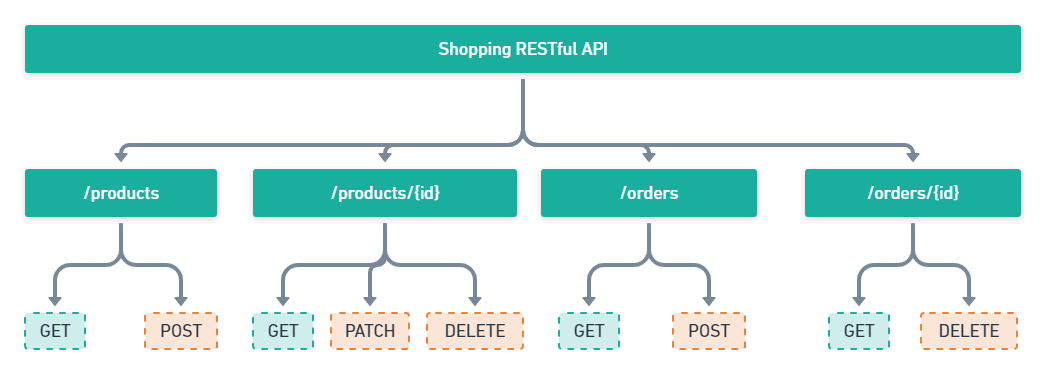 Shopping RESTful API
/products
/products/{id}
/orders
/orders/{id}
GET
POST
GET
PATCH
DELETE
GET
POST
GET
DELETE